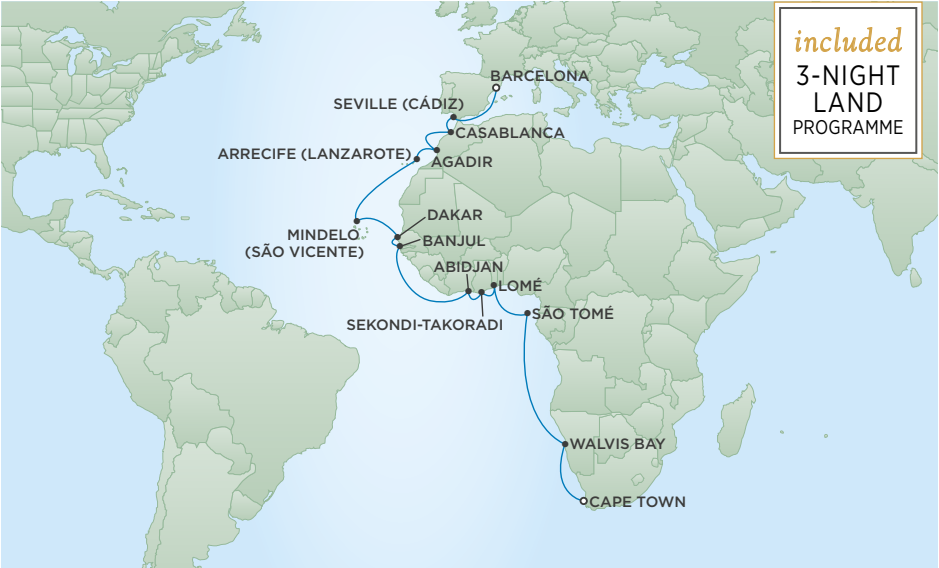 included
3-NIGHT
LAND
PROGRAMME
BARCELONA
SEVILLE (CÁDIZ)
CASABLANCA
ARRECIFE (LANZAROTE)
AGADIR
DAKAR
MINDELO
(SÃO VICENTE)
BANJUL
ABIDJAN
LOMÉ
SEKONDI-TAKORADI
SÃO TOMÉ
WALVIS BAY
CAPE TOWN